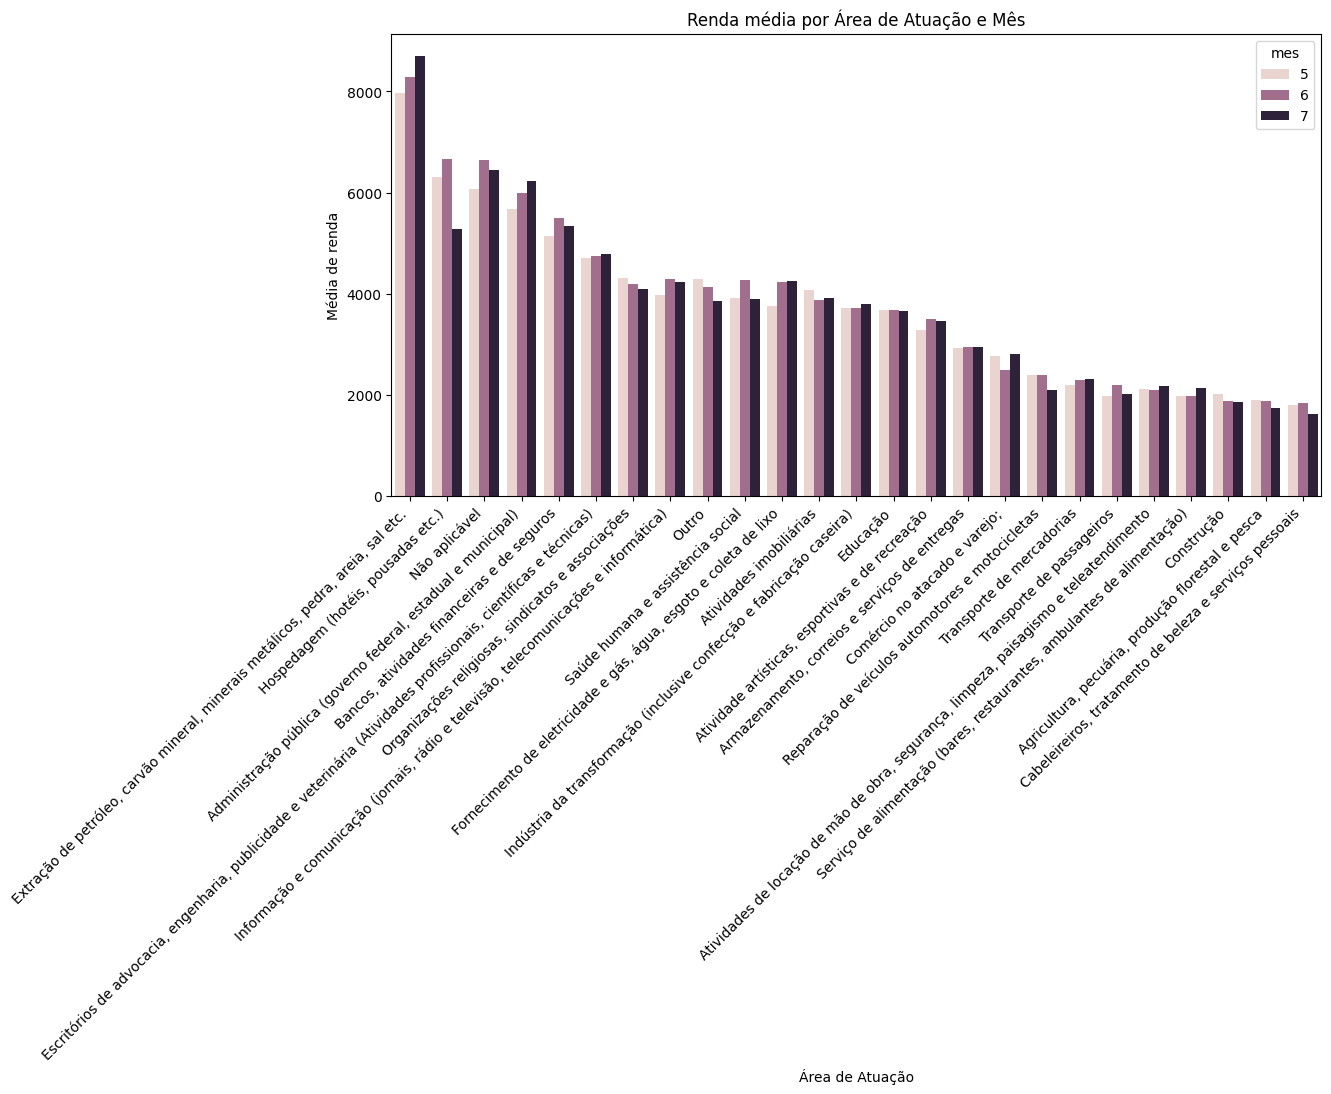 Renda média por Área de Atuação e Mês
mes
5
6
7
Média de renda
8000
6000
4000
2000
0
Extração de petróleo, carvão mineral, minerais metálicos, pedra, areia, sal etc.
Hospedagem (hotéis, pousadas etc.)
Não aplicável
Administração pública (governo federal, estadual e municipal)
Bancos, atividades financeiras e de seguros
Escritórios de advocacia, engenharia, publicidade e veterinária (Atividades profissionais, científicas e técnicas)
Organizações religiosas, sindicatos e associações
Informação e comunicação (jornais, rádio e televisão, telecomunicações e informática)
Outro
Saúde humana e assistência social
Fornecimento de eletricidade e gás, água, esgoto e coleta de lixo
Atividades imobiliárias
Indústria da transformação (inclusive confecção e fabricação caseira)
Educação
Atividade artísticas, esportivas e de recreação
Armazenamento, correios e serviços de entregas
Comércio no atacado e varejo;
Reparação de veículos automotores e motocicletas
Transporte de mercadorias
Transporte de passageiros
Atividades de locação de mão de obra, segurança, limpeza, paisagismo e teleatendimento
Serviço de alimentação (bares, restaurantes, ambulantes de alimentação)
Construção
Agricultura, pecuária, produção florestal e pesca
Cabeleireiros, tratamento de beleza e serviços pessoais
Área de Atuação